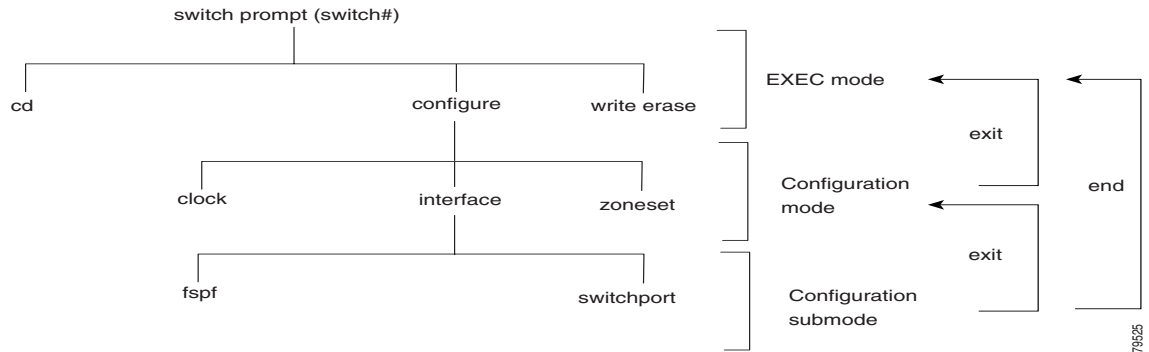 switch prompt (switch#)
cd
configure
write erase
EXEC mode
exit
clock
interface
zoneset
Configuration
mode
end
exit
fspf
switchport
Configuration
submode
79525